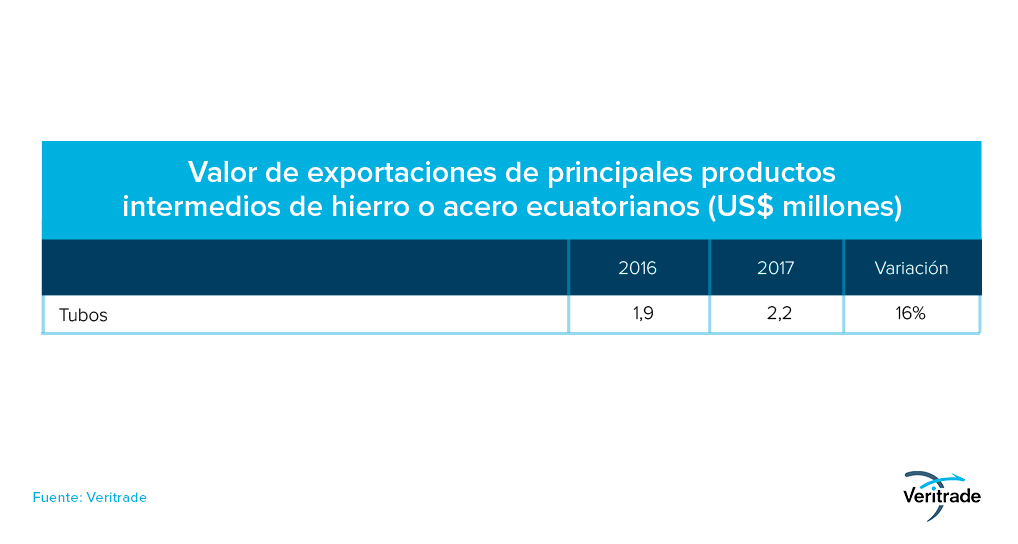 Valor de exportaciones de principales productos
intermedios de hierro o acero ecuatorianos (US$ millones)
2016 2017 Variación
Tubos 1,9 2,2 16%
Fuente: Veritrade
Veritrade